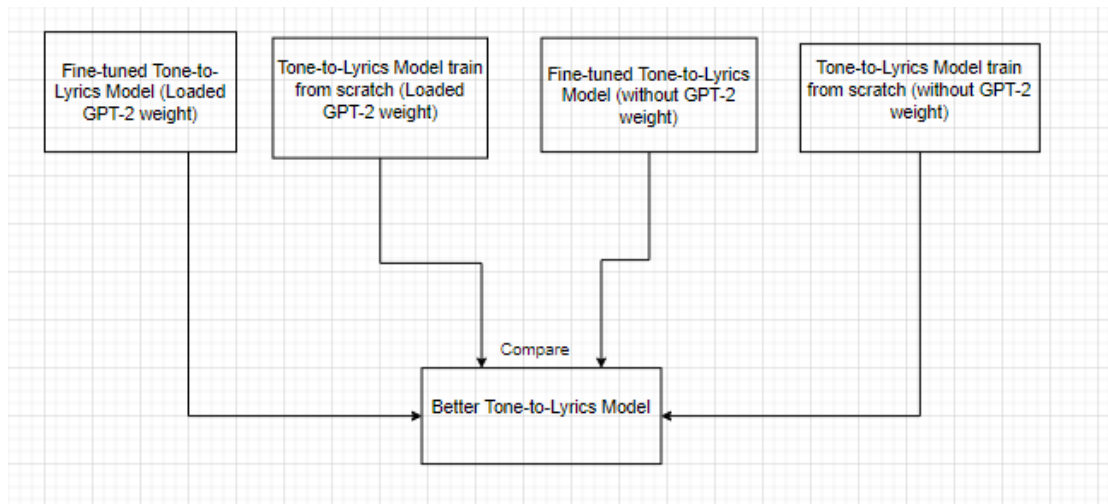 Fine-tuned Tone-to-
Lyrics Model (Loaded
GPT-2 weight)
Tone-to-Lyrics Model train
from scratch (Loaded
GPT-2 weight)
Fine-tuned Tone-to-Lyrics
Model (without GPT-2
weight)
Tone-to-Lyrics Model train
from scratch (without GPT-2
weight)
Compare
Better Tone-to-Lyrics Model